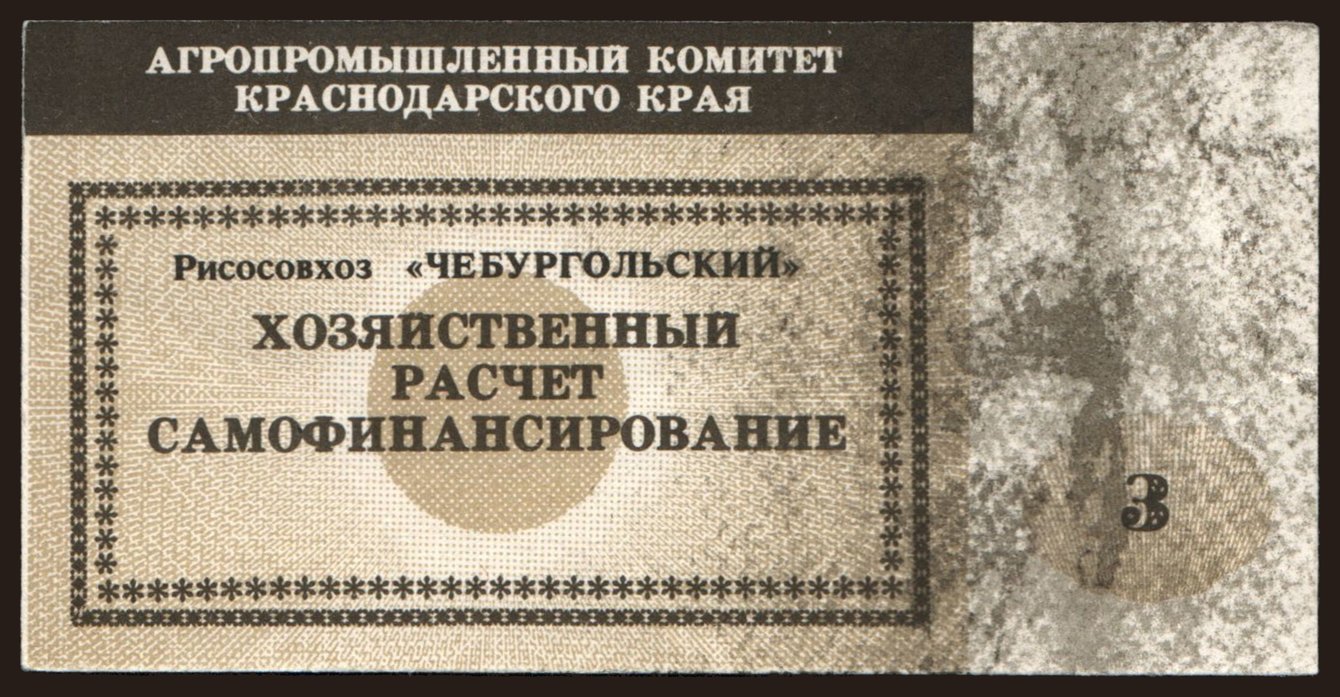 АГРОПРОМЫШЛЕННЫЙ КОМИТЕТ
КРАСНОДАРСКОГО КРАЯ
Рисосовхоз «ЧЕБУРГОЛЬСКИЙ»
ХОЗЯЙСТВЕННЫЙ
РАСЧЕТ
САМОФИНАНСИРОВАНИЕ
3